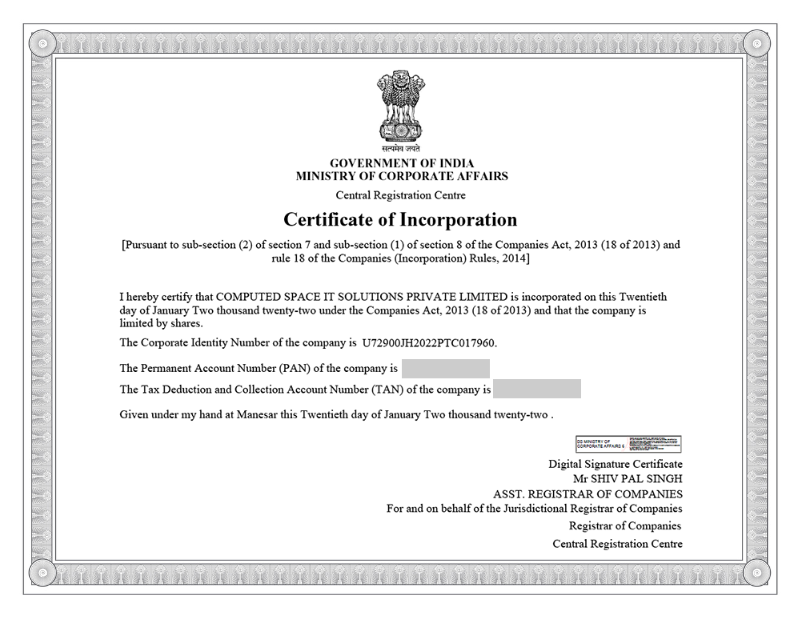 सत्यमेव जयते
GOVERNMENT OF INDIA
MINISTRY OF CORPORATE AFFAIRS
Central Registration Centre
Certificate of Incorporation
[Pursuant to sub-section (2) of section 7 and sub-section (1) of section 8 of the Companies Act, 2013 (18 of 2013) and
rule 18 of the Companies (Incorporation) Rules, 2014]
I hereby certify that COMPUTED SPACE IT SOLUTIONS PRIVATE LIMITED is incorporated on this Twentieth
day of January Two thousand twenty-two under the Companies Act, 2013 (18 of 2013) and that the company is
limited by shares.
The Corporate Identity Number of the company is U72900JH2022PTC017960.
The Permanent Account Number (PAN) of the company is
The Tax Deduction and Collection Account Number (TAN) of the company is
Given under my hand at Manesar this Twentieth day of January Two thousand twenty-two .
DS MINISTRY OF
CORPORATE AFFAIRS 6
Digital Signature Certificate
Mr SHIV PAL SINGH
ASST. REGISTRAR OF COMPANIES
For and on behalf of the Jurisdictional Registrar of Companies
Registrar of Companies
Central Registration Centre